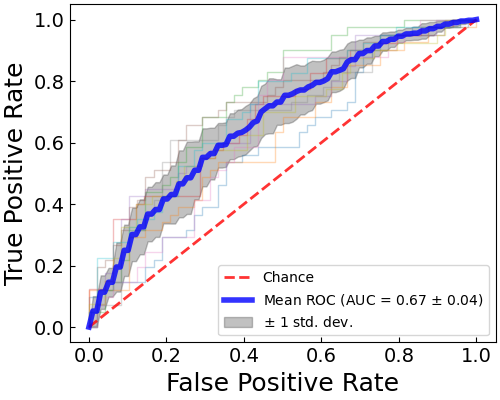 1.0
0.8
0.6
0.4
0.2
0.0
True Positive Rate
Chance
Mean ROC (AUC = 0.67 ± 0.04)
± 1 std. dev.
0.0 0.2 0.4 0.6 0.8 1.0
False Positive Rate